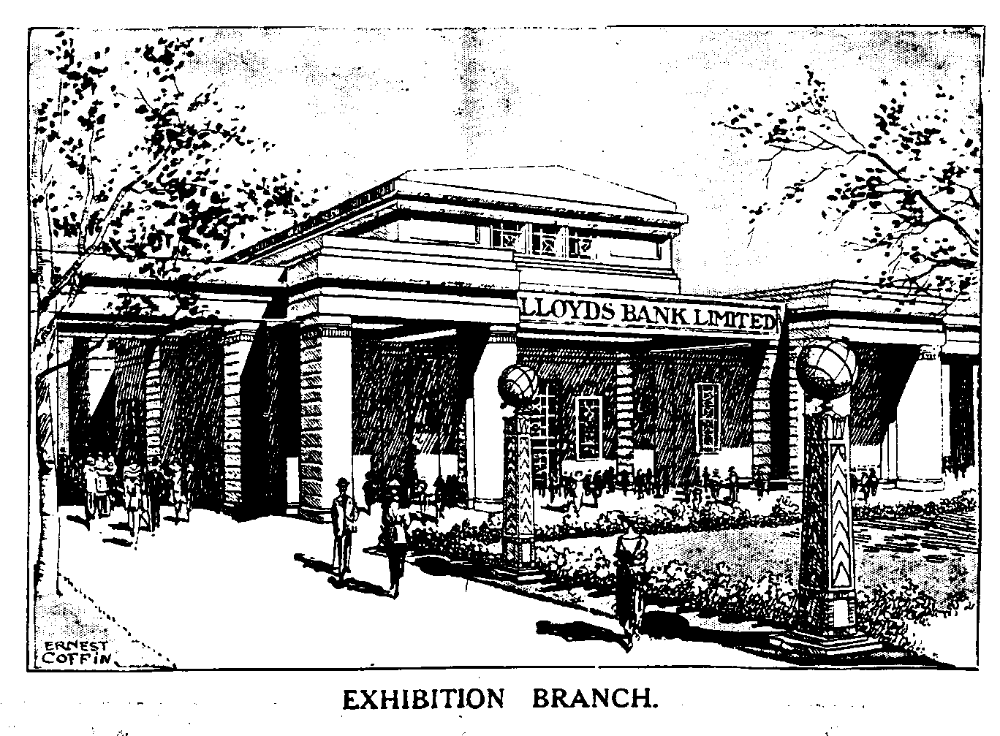 LLOYDS BANK LIMITED
ERNEST
COFFIN
EXHIBITION BRANCH.